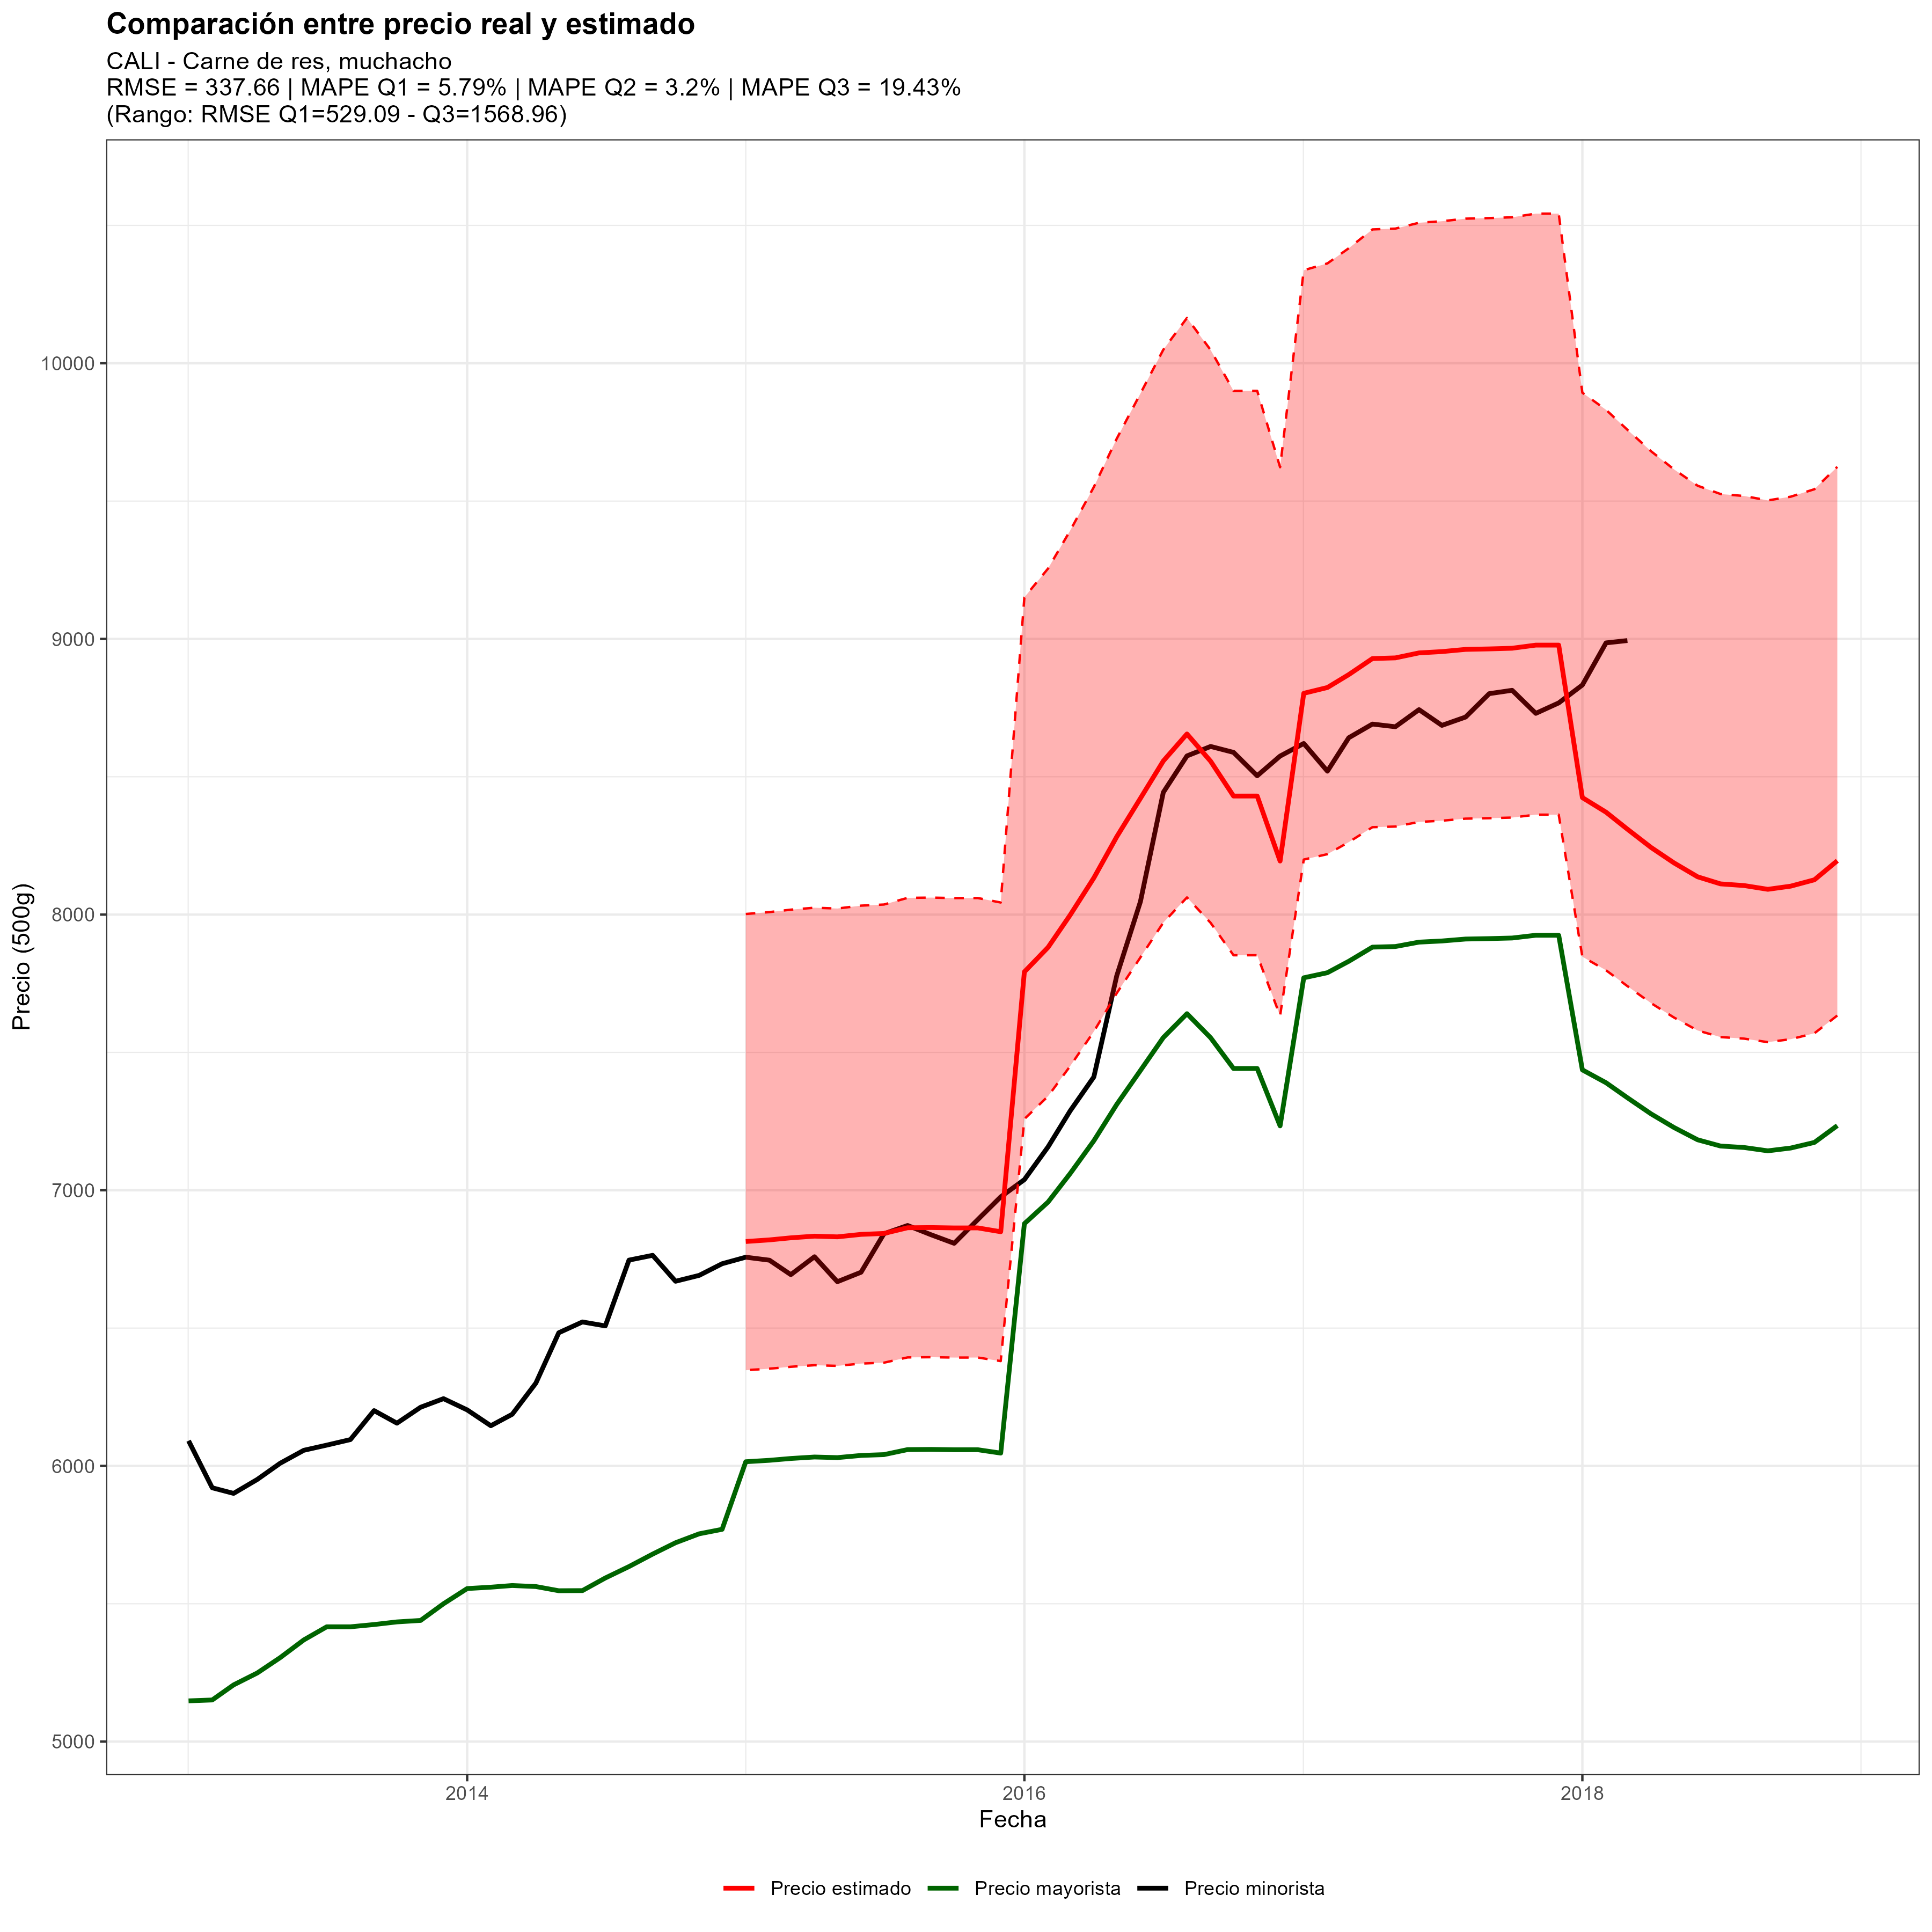 Comparación entre precio real y estimado
CALI - Carne de res, muchacho
RMSE = 337.66 | MAPE Q1 = 5.79% | MAPE Q2 = 3.2% | MAPE Q3 = 19.43%
(Rango: RMSE Q1=529.09 - Q3=1568.96)
Precio (500g)
10000
9000
8000
7000
6000
5000
2014
2016
2018
Fecha
Precio estimado
Precio mayorista
Precio minorista